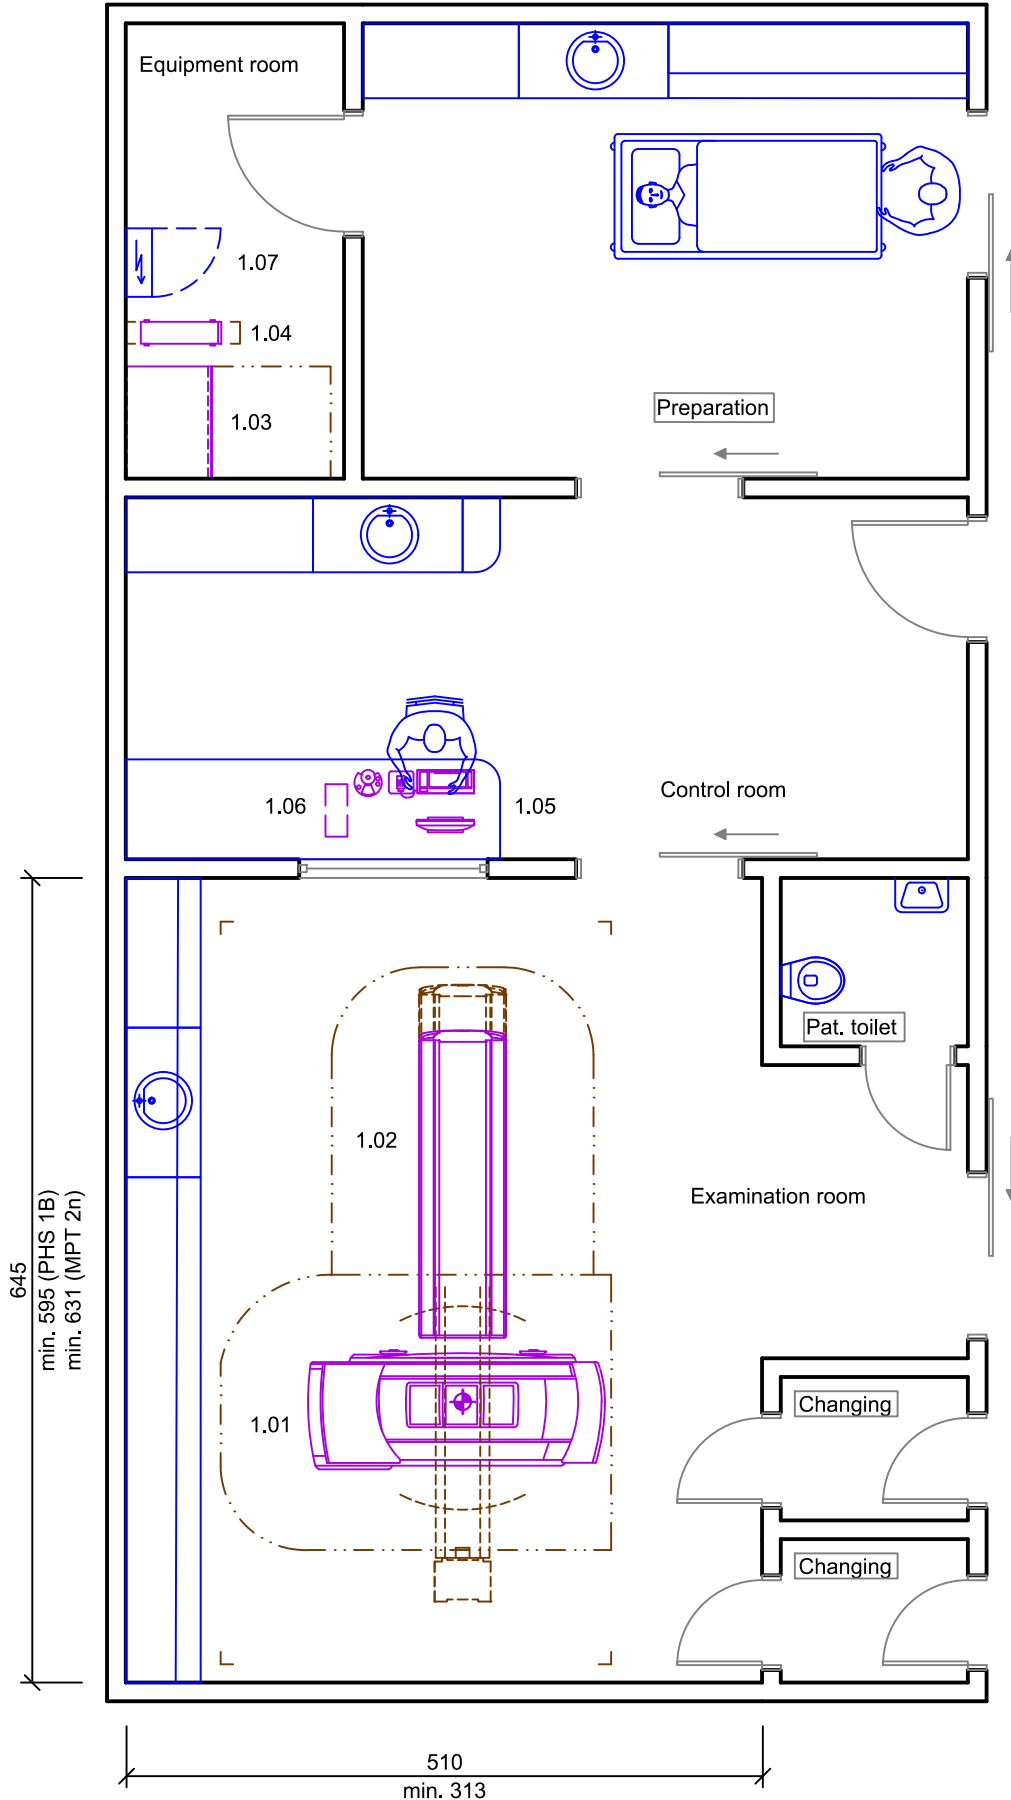 Equipment room
1.07
1.04
1.03
Preparation
1.06
1.05
Control room
Pat. toilet
1.02
Examination room
645
min. 595 (PHS 1B)
min. 631 (MPT 2n)
1.01
Changing
Changing
510
min. 313